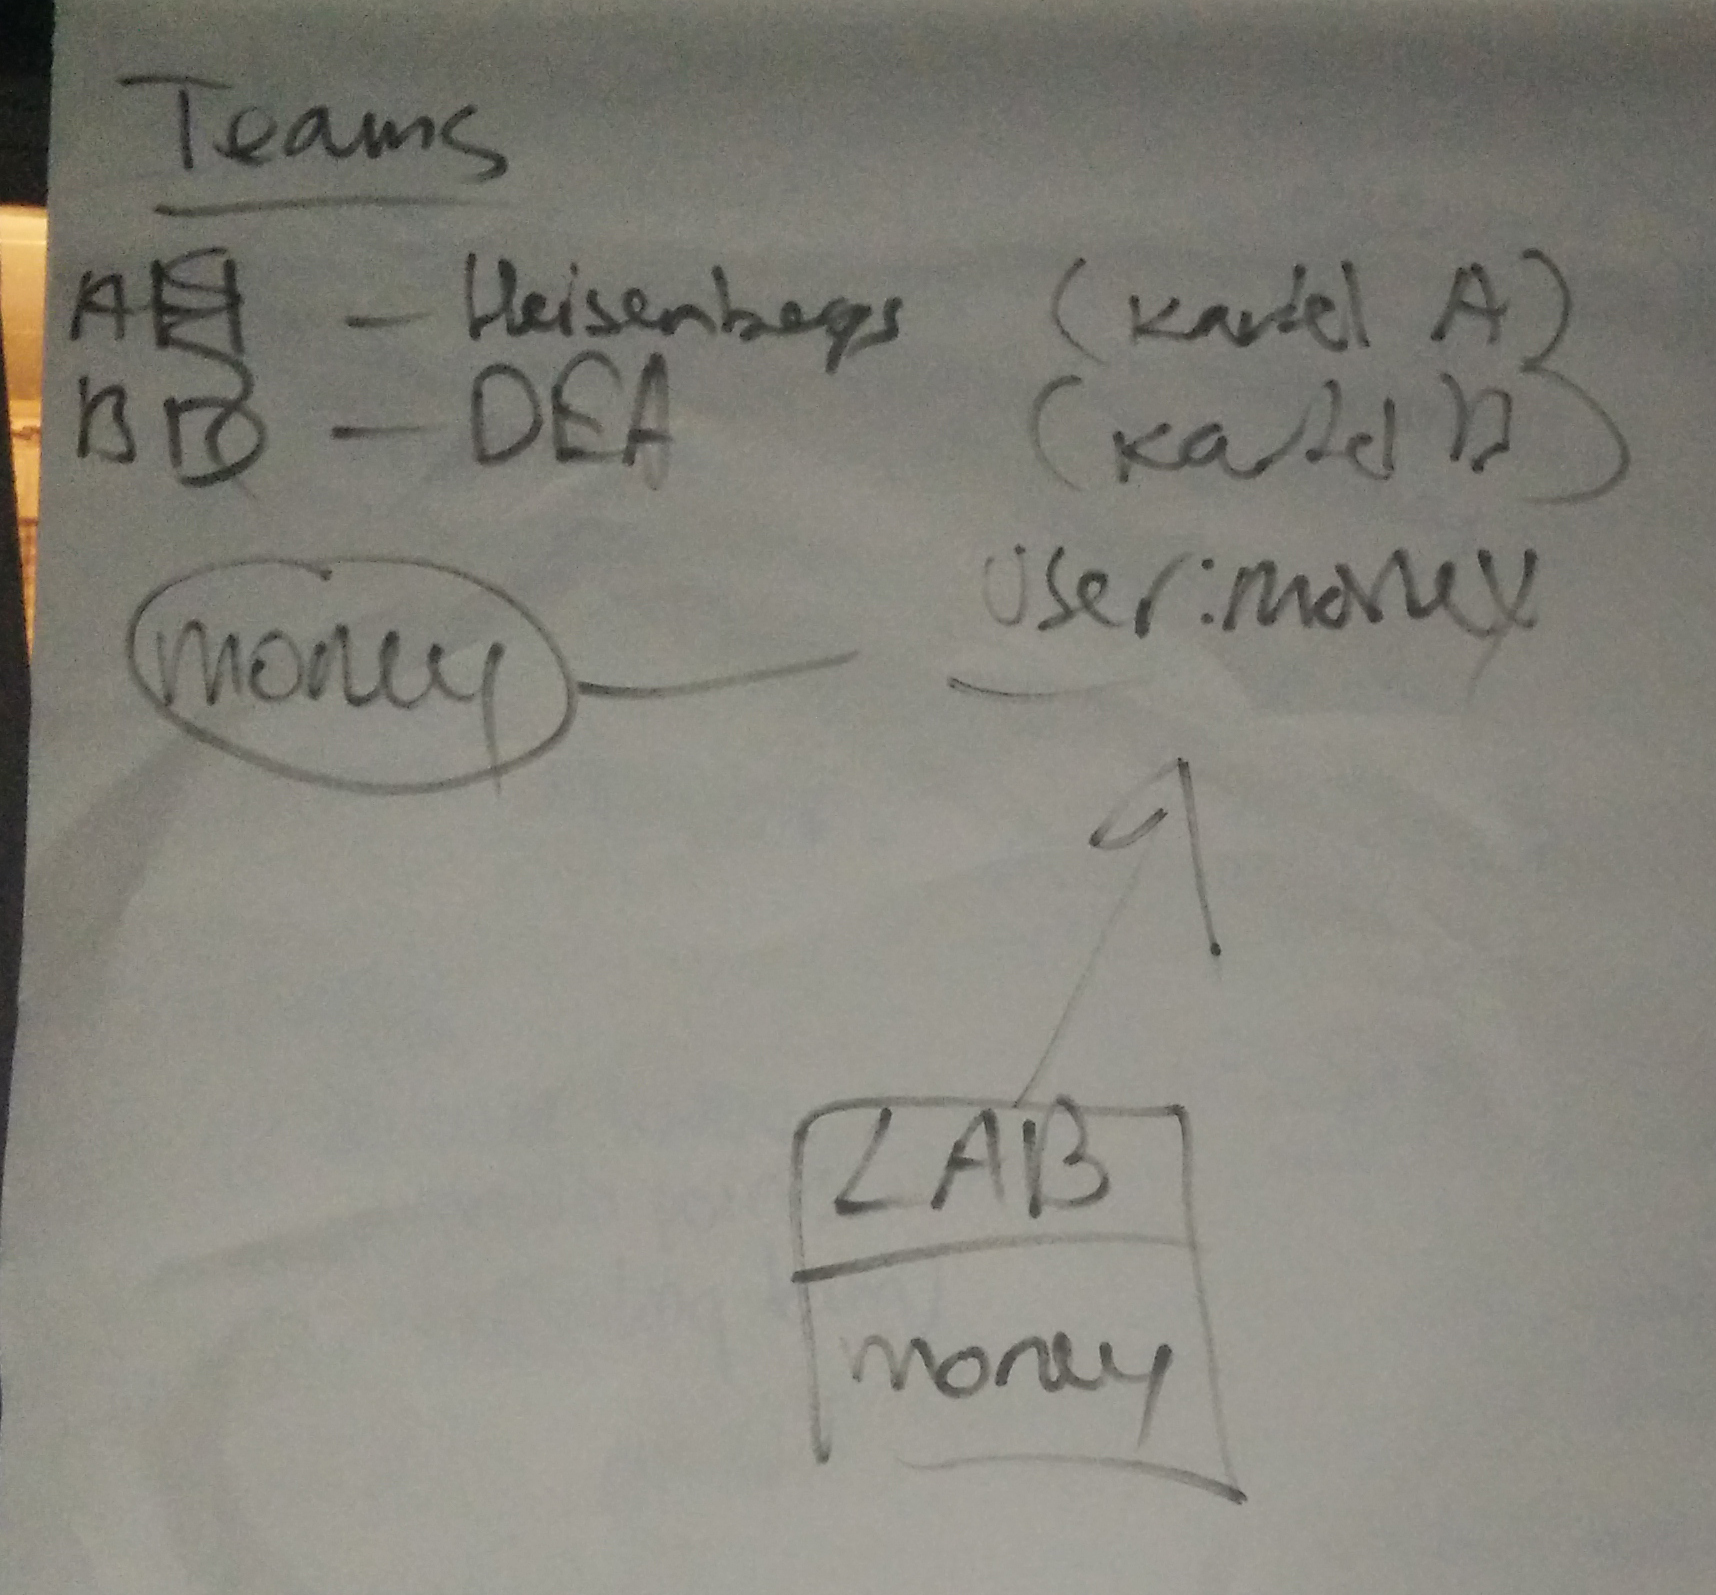 Teams
A — Heisenbergs (Kartel A)
B — DEA (Kartel B)
user:money
money
LAB
money